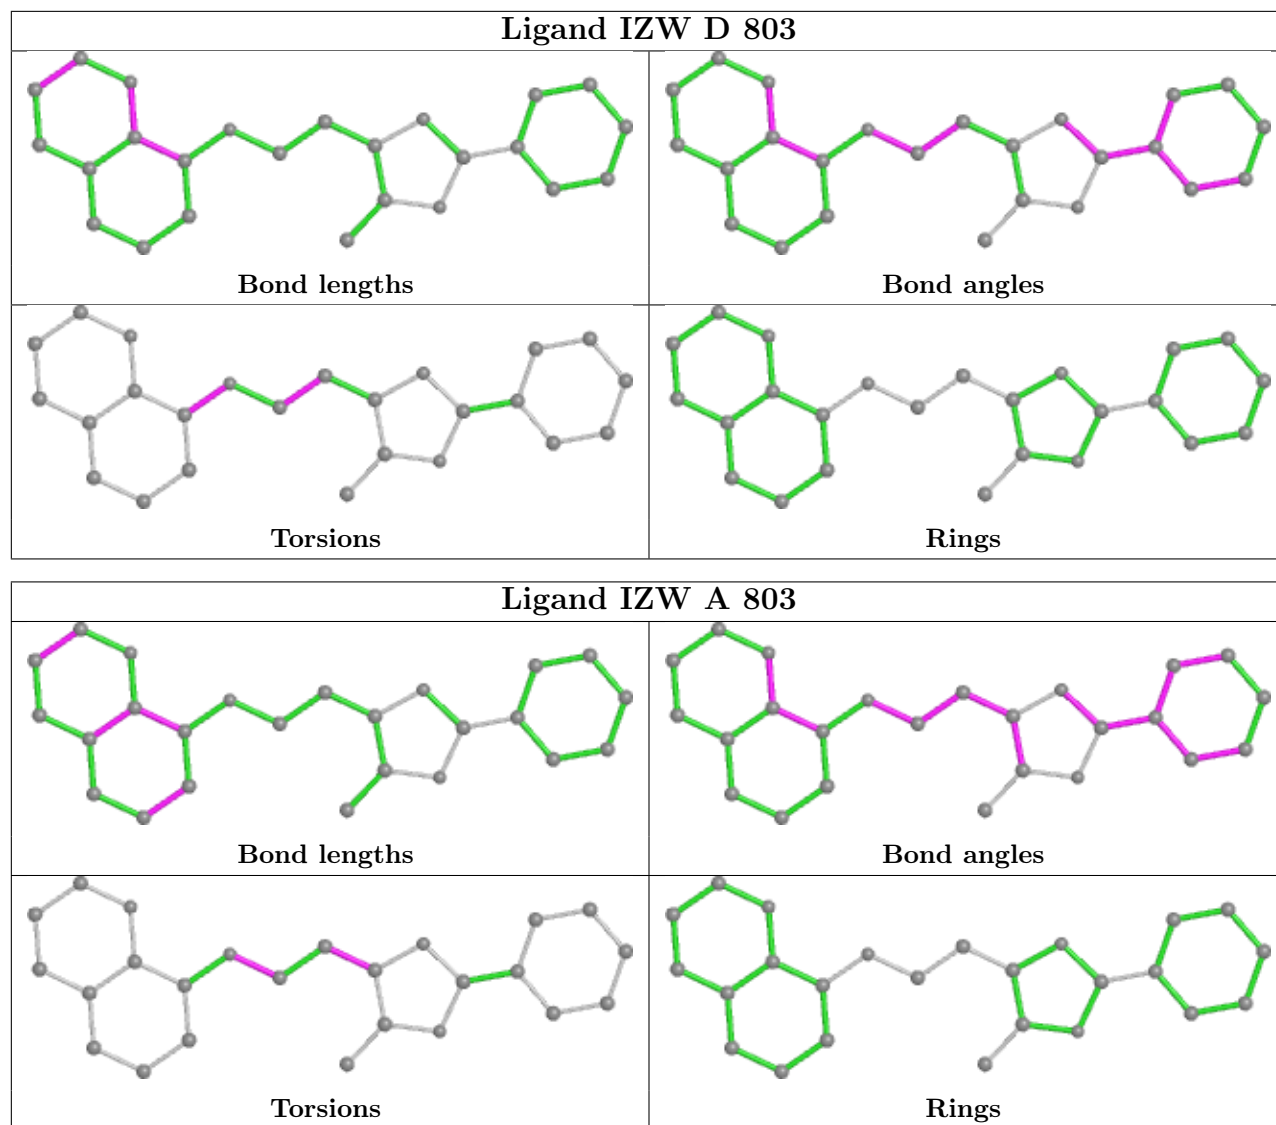 Ligand IZW D 803
Bond lengths
Bond angles
Torsions
Rings
Ligand IZW A 803
Bond lengths
Bond angles
Torsions
Rings